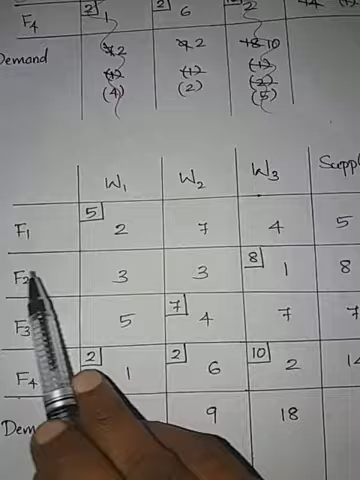 F4 2 1 2 6 2
Demand 7 2 7 2 18 10
(4) (2) (5)
W1 W2 W3 Supply
F1 5 2 7 4 5
F2 3 3 8 1 8
F3 5 7 4 7 7
F4 2 1 2 6 10 2 14
Dem 9 18